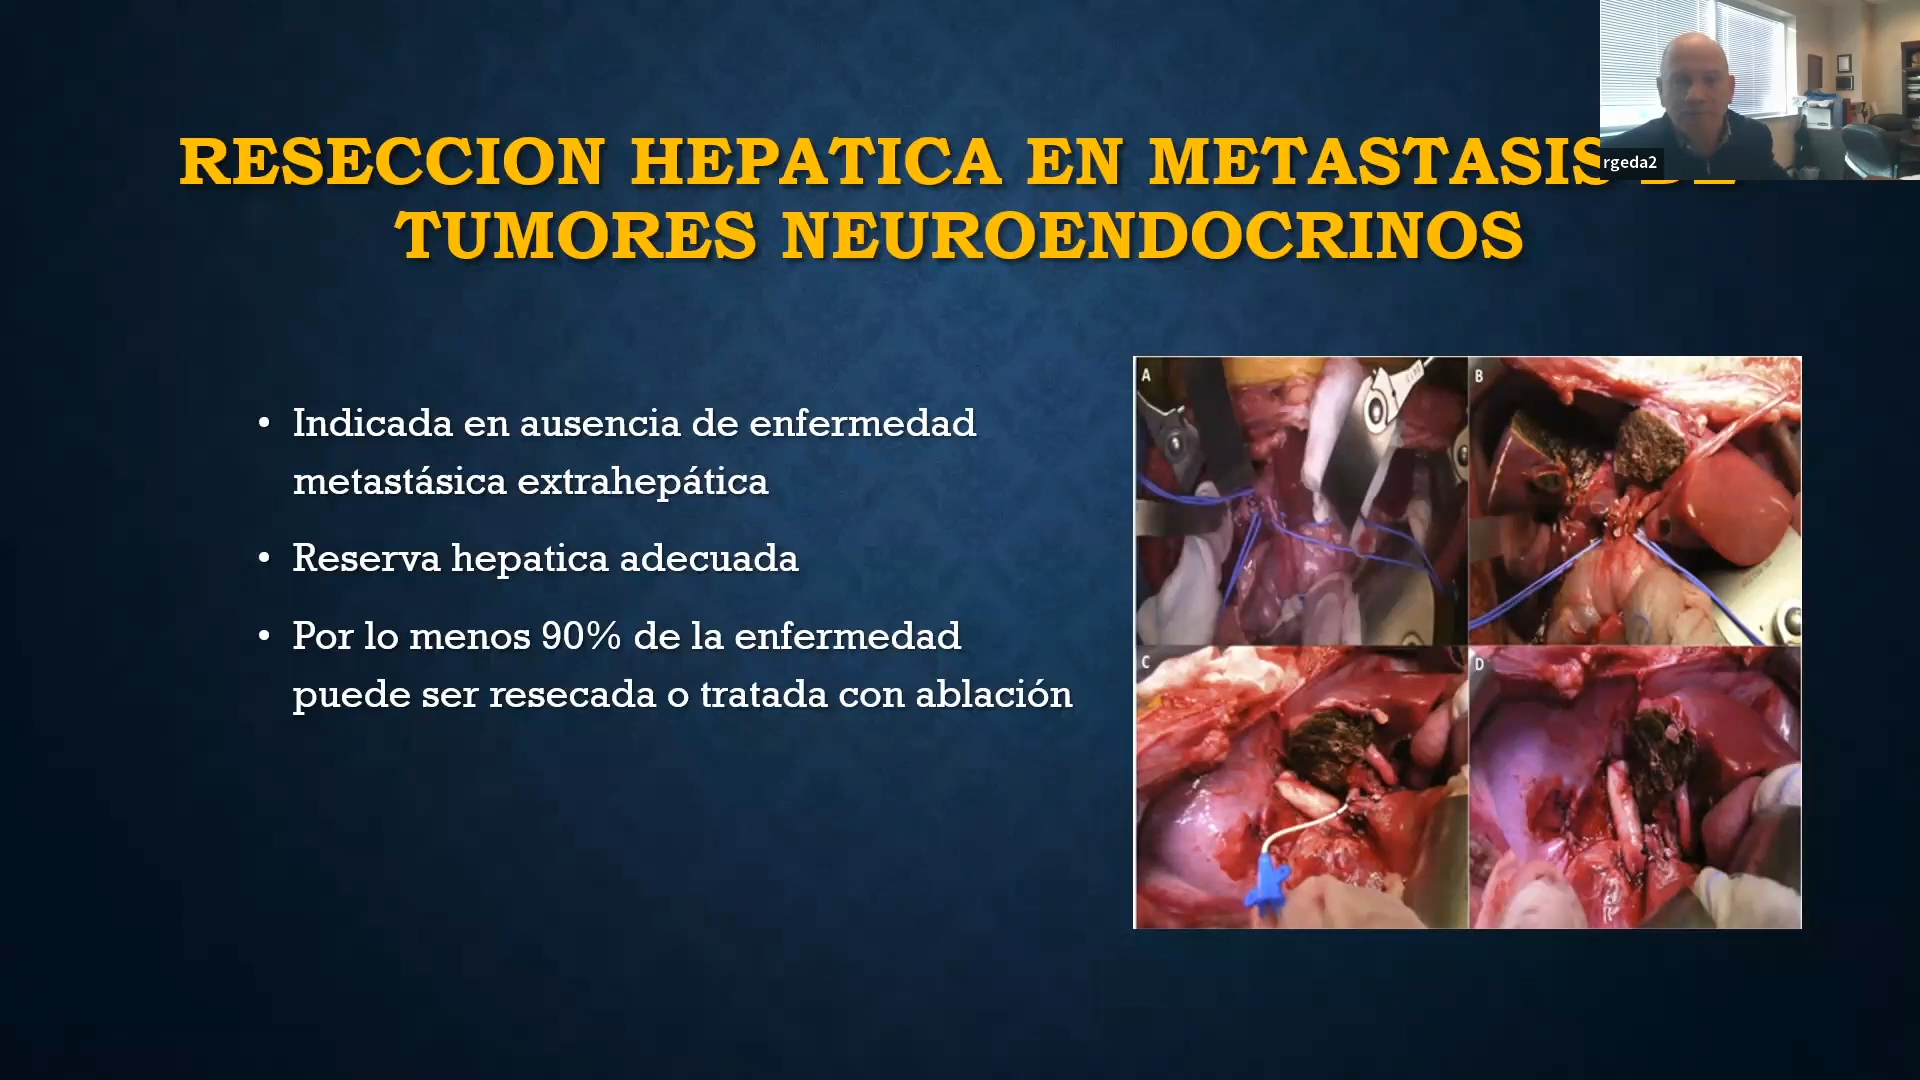 RESECCION HEPATICA EN METASTASIS
TUMORES NEUROENDOCRINOS
rgeda2
• Indicada en ausencia de enfermedad
metastásica extrahepática
• Reserva hepatica adecuada
• Por lo menos 90% de la enfermedad
puede ser resecada o tratada con ablación
A
B
C
D